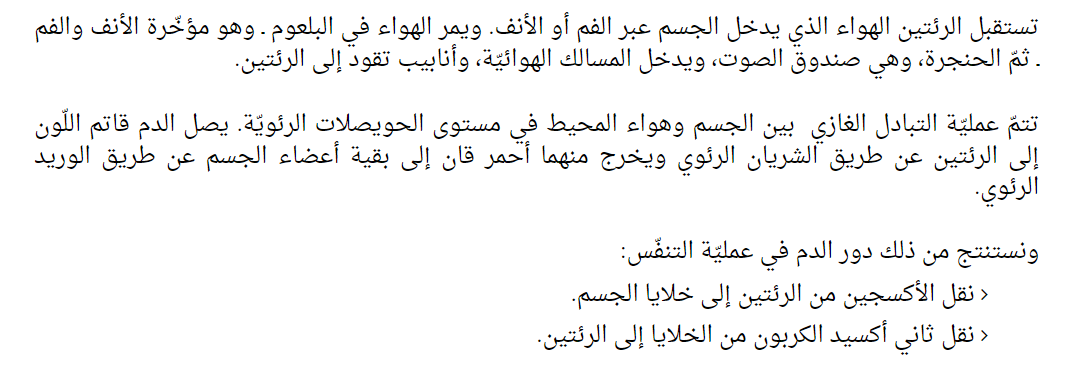 تستقبل الرئتين الهواء الذي يدخل الجسم عبر الفم أو الأنف. ويمر الهواء في البلعوم ـ وهو مؤخّرة الأنف والفم
ـ ثمّ الحنجرة، وهي صندوق الصوت، ويدخل المسالك الهوائيّة، وأنابيب تقود إلى الرئتين.
تتمّ عمليّة التبادل الغازي بين الجسم وهواء المحيط في مستوى الحويصلات الرئويّة. يصل الدم قاتم اللّون
إلى الرئتين عن طريق الشريان الرئوي ويخرج منهما أحمر قان إلى بقية أعضاء الجسم عن طريق الوريد
الرئوي.
ونستنتج من ذلك دور الدم في عمليّة التنفّس:
› نقل الأكسجين من الرئتين إلى خلايا الجسم.
› نقل ثاني أكسيد الكربون من الخلايا إلى الرئتين.